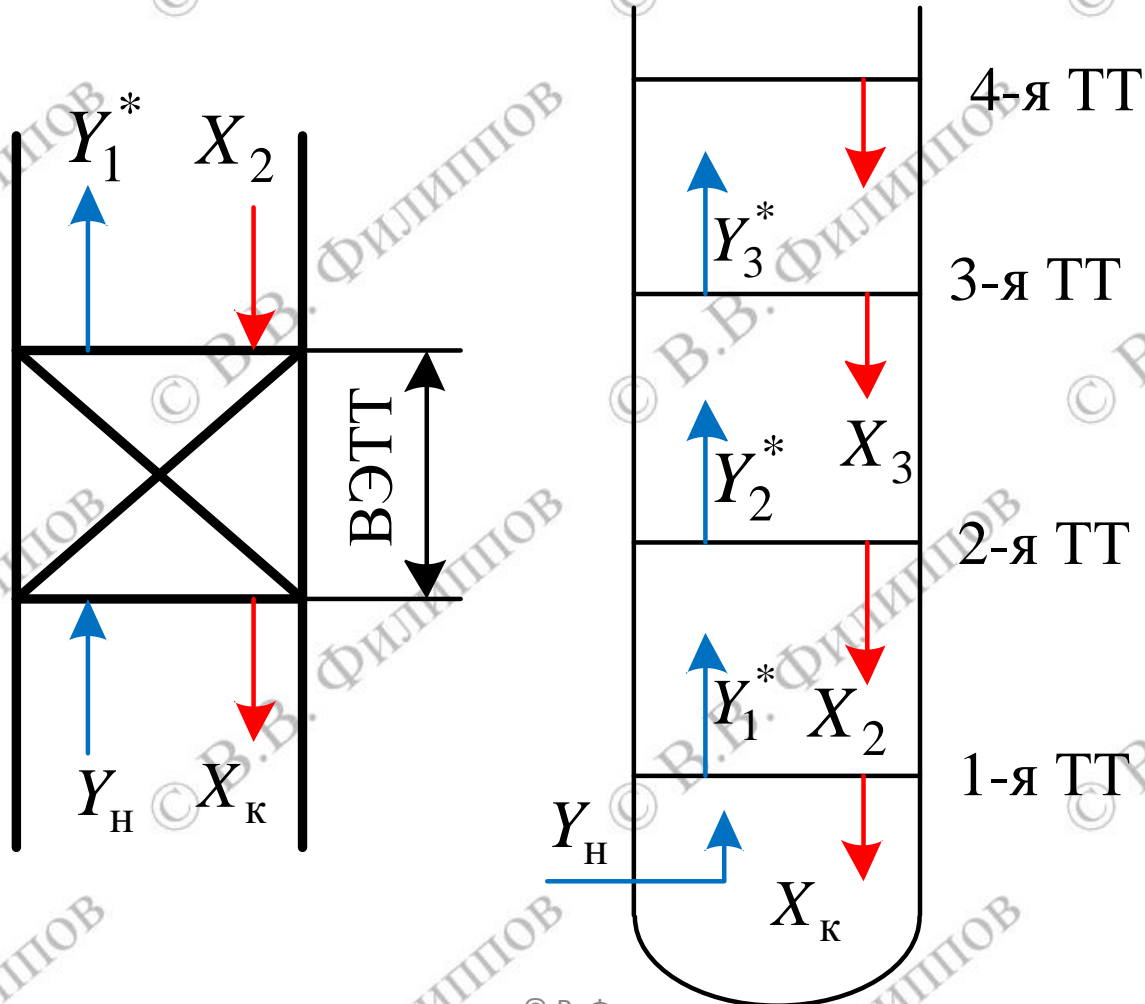 Y₁* X₂
ВЭТТ
Yн Xк
4-я ТТ
Y₃*
3-я ТТ
Y₂* X₃
2-я ТТ
Y₁* X₂
1-я ТТ
Yн
Xк
© В.В. Филиппов